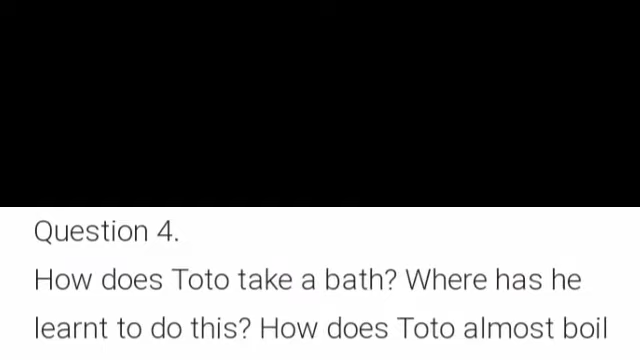 Question 4.
How does Toto take a bath? Where has he
learnt to do this? How does Toto almost boil